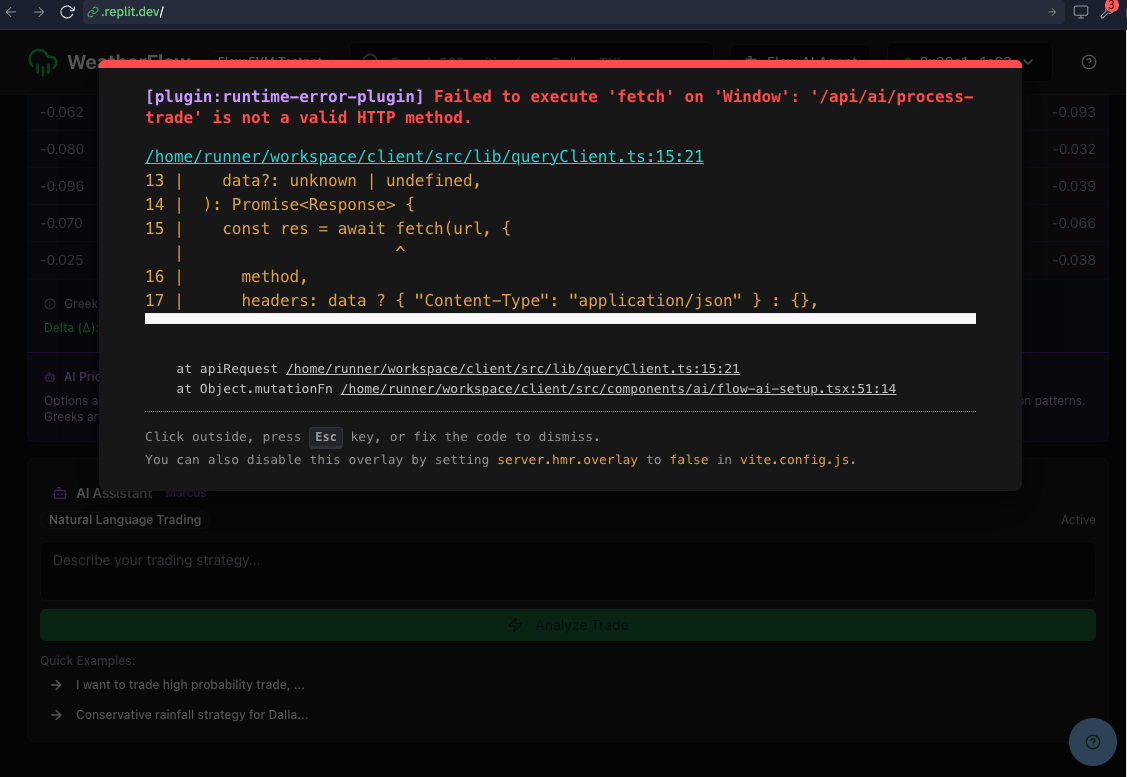 .replit.dev/
3
[plugin:runtime-error-plugin] Failed to execute 'fetch' on 'Window': '/api/ai/process-
trade' is not a valid HTTP method.
/home/runner/workspace/client/src/lib/queryClient.ts:15:21
13 | data?: unknown | undefined,
14 | ): Promise<Response> {
15 | const res = await fetch(url, {
| ^
16 | method,
17 | headers: data ? { "Content-Type": "application/json" } : {},
at apiRequest /home/runner/workspace/client/src/lib/queryClient.ts:15:21
at Object.mutationFn /home/runner/workspace/client/src/components/ai/flow-ai-setup.tsx:51:14
Click outside, press Esc key, or fix the code to dismiss.
You can also disable this overlay by setting server.hmr.overlay to false in vite.config.js.
-0.062
-0.093
-0.080
-0.032
-0.096
-0.039
-0.070
-0.066
-0.025
-0.038
Greek
Delta (Δ):
AI Pric
Options a
on patterns.
Greeks ar
AI Assistant Marcus
Natural Language Trading
Active
Describe your trading strategy...
Analyze Trade
Quick Examples:
I want to trade high probability trade, ...
Conservative rainfall strategy for Dalla...